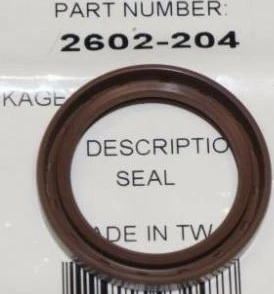 PART NUMBER:
2602-204
KAGE
DESCRIPTIO
SEAL
ADE IN TW